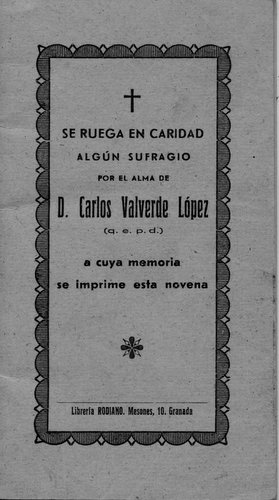 SE RUEGA EN CARIDAD
ALGÚN SUFRAGIO
POR EL ALMA DE
D. Carlos Valverde López
(q. e. p. d.)
a cuya memoria
se imprime esta novena
Librería RODIANO. Mesones, 10. Granada